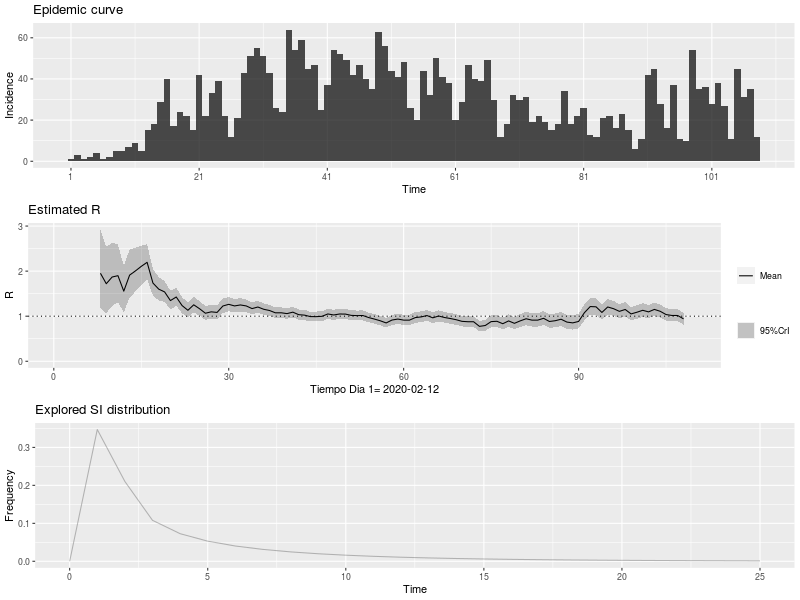 Epidemic curve
Incidence
60
40
20
0
1
21
41
61
81
101
Time
Estimated R
R
3
2
1
0
0
30
60
90
Tiempo Dia 1= 2020-02-12
Mean
95%CrI
Explored SI distribution
Frequency
0.3
0.2
0.1
0.0
0
5
10
15
20
25
Time